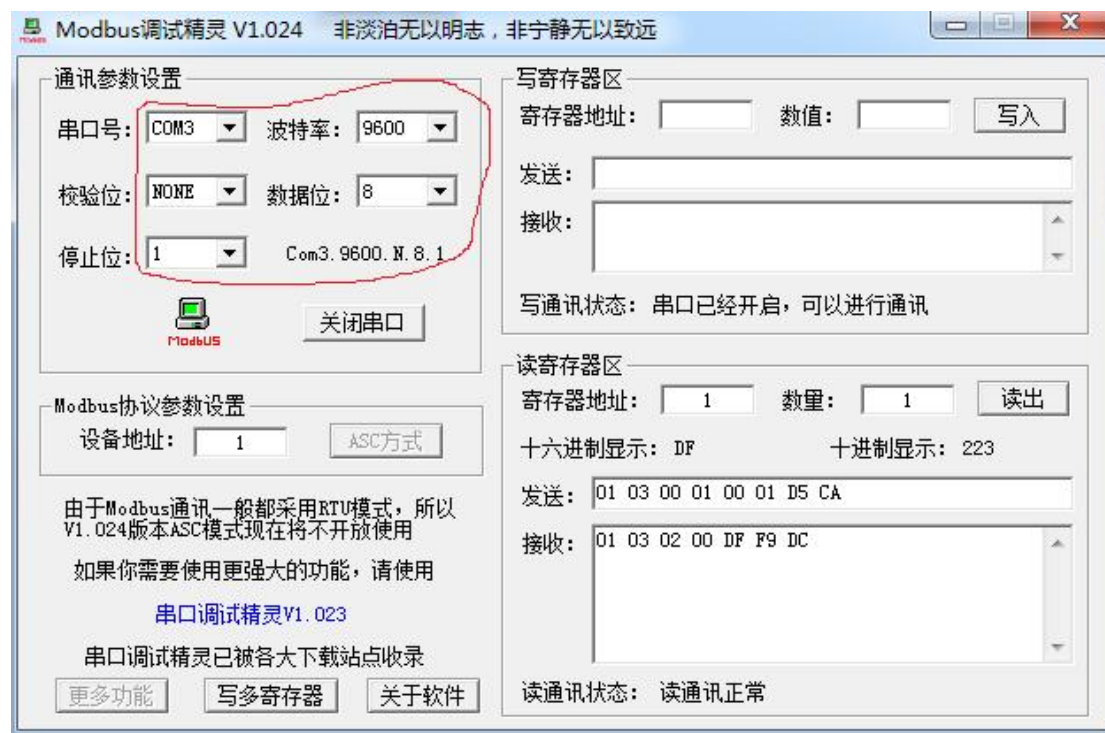 Modbus调试精灵 V1.024 非淡泊无以明志，非宁静无以致远
通讯参数设置
串口号： COM3 波特率： 9600
校验位： NONE 数据位： 8
停止位： 1 Com3.9600.N.8.1
ModbUS
关闭串口
Modbus协议参数设置
设备地址： 1 ASC方式
由于Modbus通讯一般都采用RTU模式，所以
V1.024版本ASC模式现在将不开放使用
如果你需要使用更强大的功能，请使用
串口调试精灵V1.023
串口调试精灵已被各大下载站点收录
更多功能 写多寄存器 关于软件
写寄存器区
寄存器地址： 数值： 写入
发送：
接收：
写通讯状态： 串口已经开启，可以进行通讯
读寄存器区
寄存器地址： 1 数量： 1 读出
十六进制显示： DF 十进制显示： 223
发送： 01 03 00 01 00 01 D5 CA
接收： 01 03 02 00 DF F9 DC
读通讯状态： 读通讯正常